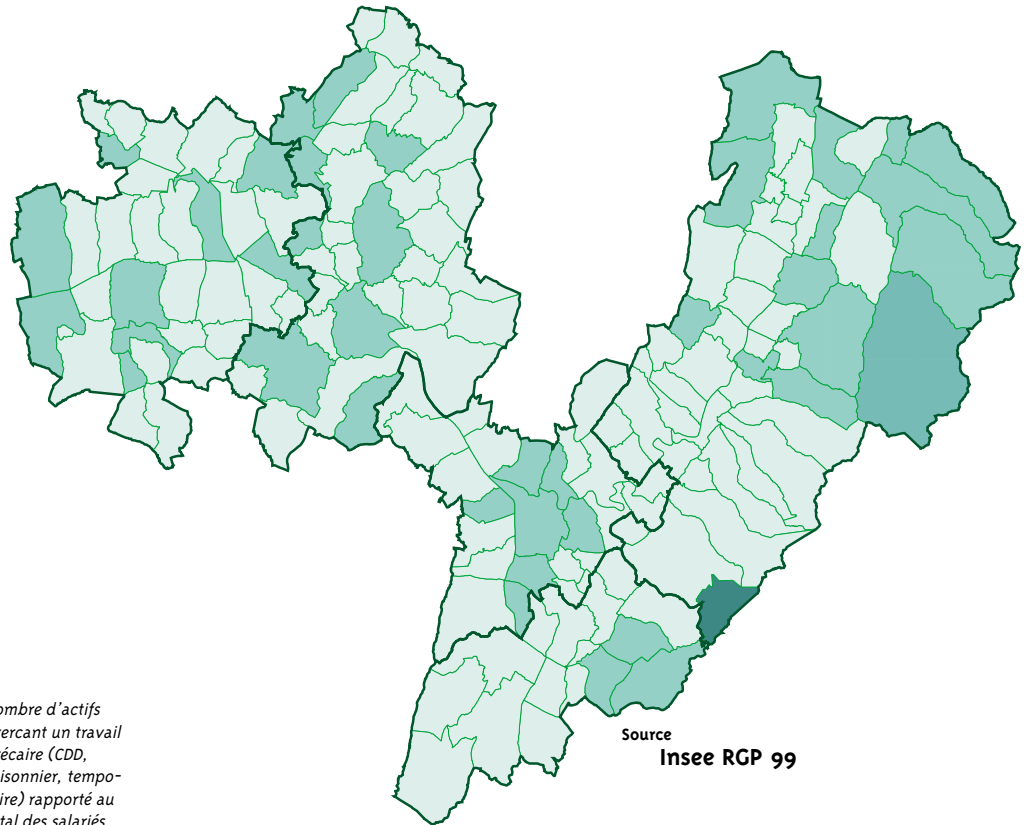 ombre d'actifs
ercant un travail
écaire (CDD,
isonnier, tempo-
ire) rapporté au
tal des salariés
Source
Insee RGP 99